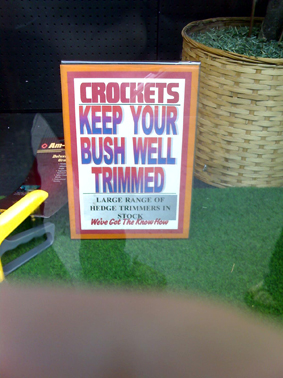 CROCKETS
KEEP YOUR
BUSH WELL
TRIMMED
LARGE RANGE OF
HEDGE TRIMMERS IN
STOCK
We've Got The Know How
Am-